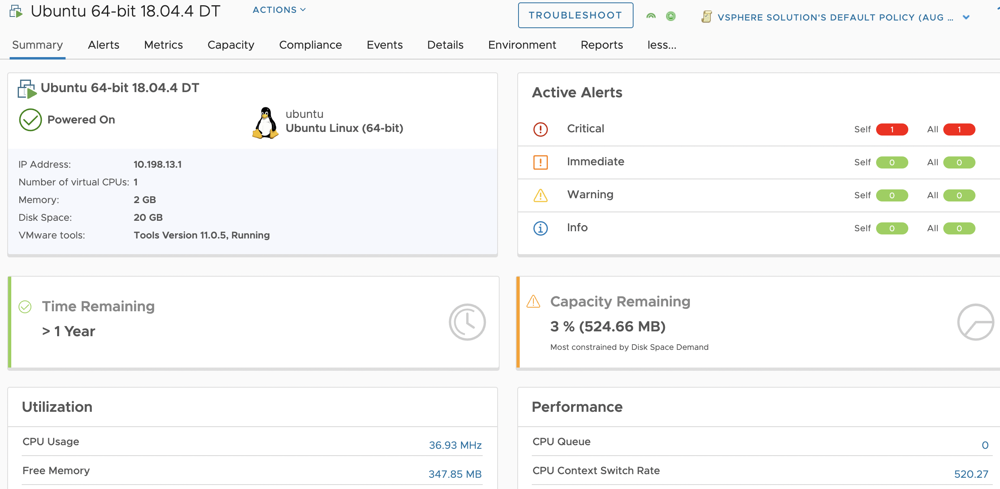 Ubuntu 64-bit 18.04.4 DT
ACTIONS
TROUBLESHOOT
VSPHERE SOLUTION'S DEFAULT POLICY (AUG ...
Summary Alerts Metrics Capacity Compliance Events Details Environment Reports less...
Ubuntu 64-bit 18.04.4 DT
Powered On
ubuntu
Ubuntu Linux (64-bit)
IP Address: 10.198.13.1
Number of virtual CPUs: 1
Memory: 2 GB
Disk Space: 20 GB
VMware tools: Tools Version 11.0.5, Running
Active Alerts
Critical Self 1 All 1
Immediate Self 0 All 0
Warning Self 0 All 0
Info Self 0 All 0
Time Remaining
> 1 Year
Capacity Remaining
3 % (524.66 MB)
Most constrained by Disk Space Demand
Utilization
CPU Usage 36.93 MHz
Free Memory 347.85 MB
Performance
CPU Queue 0
CPU Context Switch Rate 520.27